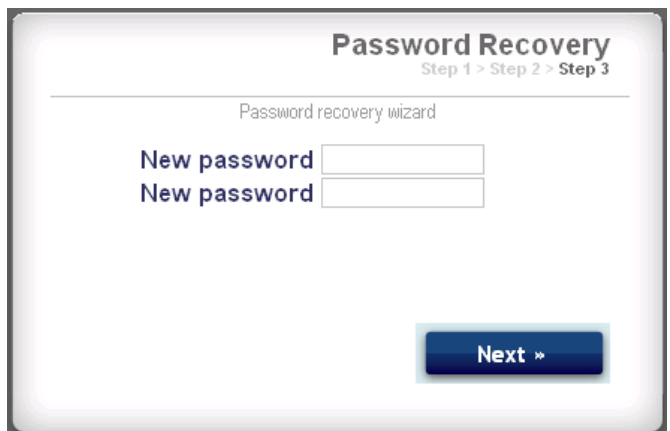 Password Recovery
Step 1 > Step 2 > Step 3
Password recovery wizard
New password
New password
Next »